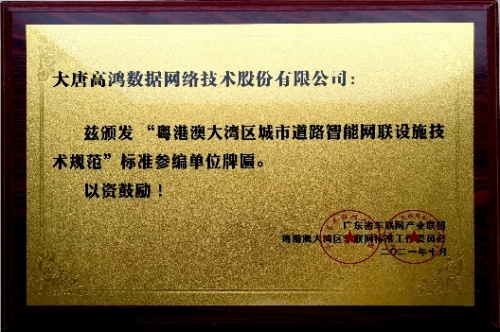 大唐高鸿数据网络技术股份有限公司：
兹颁发“粤港澳大湾区城市道路智能网联设施技
术规范”标准参编单位牌匾。
以资鼓励！
广东省车联网产业联盟
粤港澳大湾区车联网标准工作委员会
二〇二一年十月